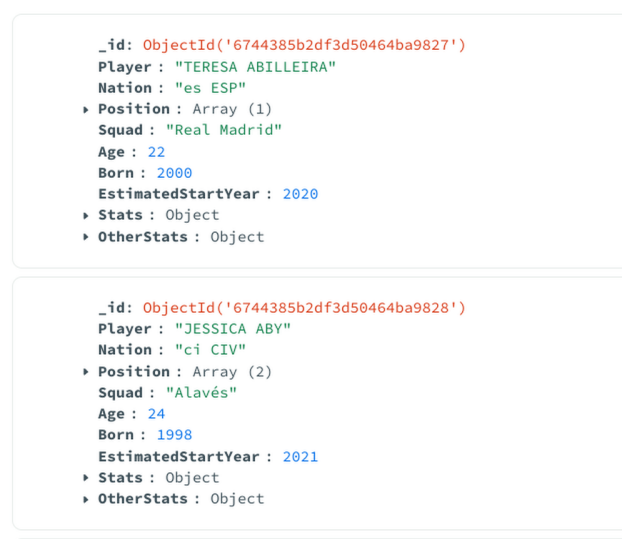 _id: ObjectId('6744385b2df3d50464ba9827')
Player : "TERESA ABILLEIRA"
Nation : "es ESP"
Position : Array (1)
Squad : "Real Madrid"
Age : 22
Born : 2000
EstimatedStartYear : 2020
Stats : Object
OtherStats : Object
_id: ObjectId('6744385b2df3d50464ba9828')
Player : "JESSICA ABY"
Nation : "ci CIV"
Position : Array (2)
Squad : "Alavés"
Age : 24
Born : 1998
EstimatedStartYear : 2021
Stats : Object
OtherStats : Object